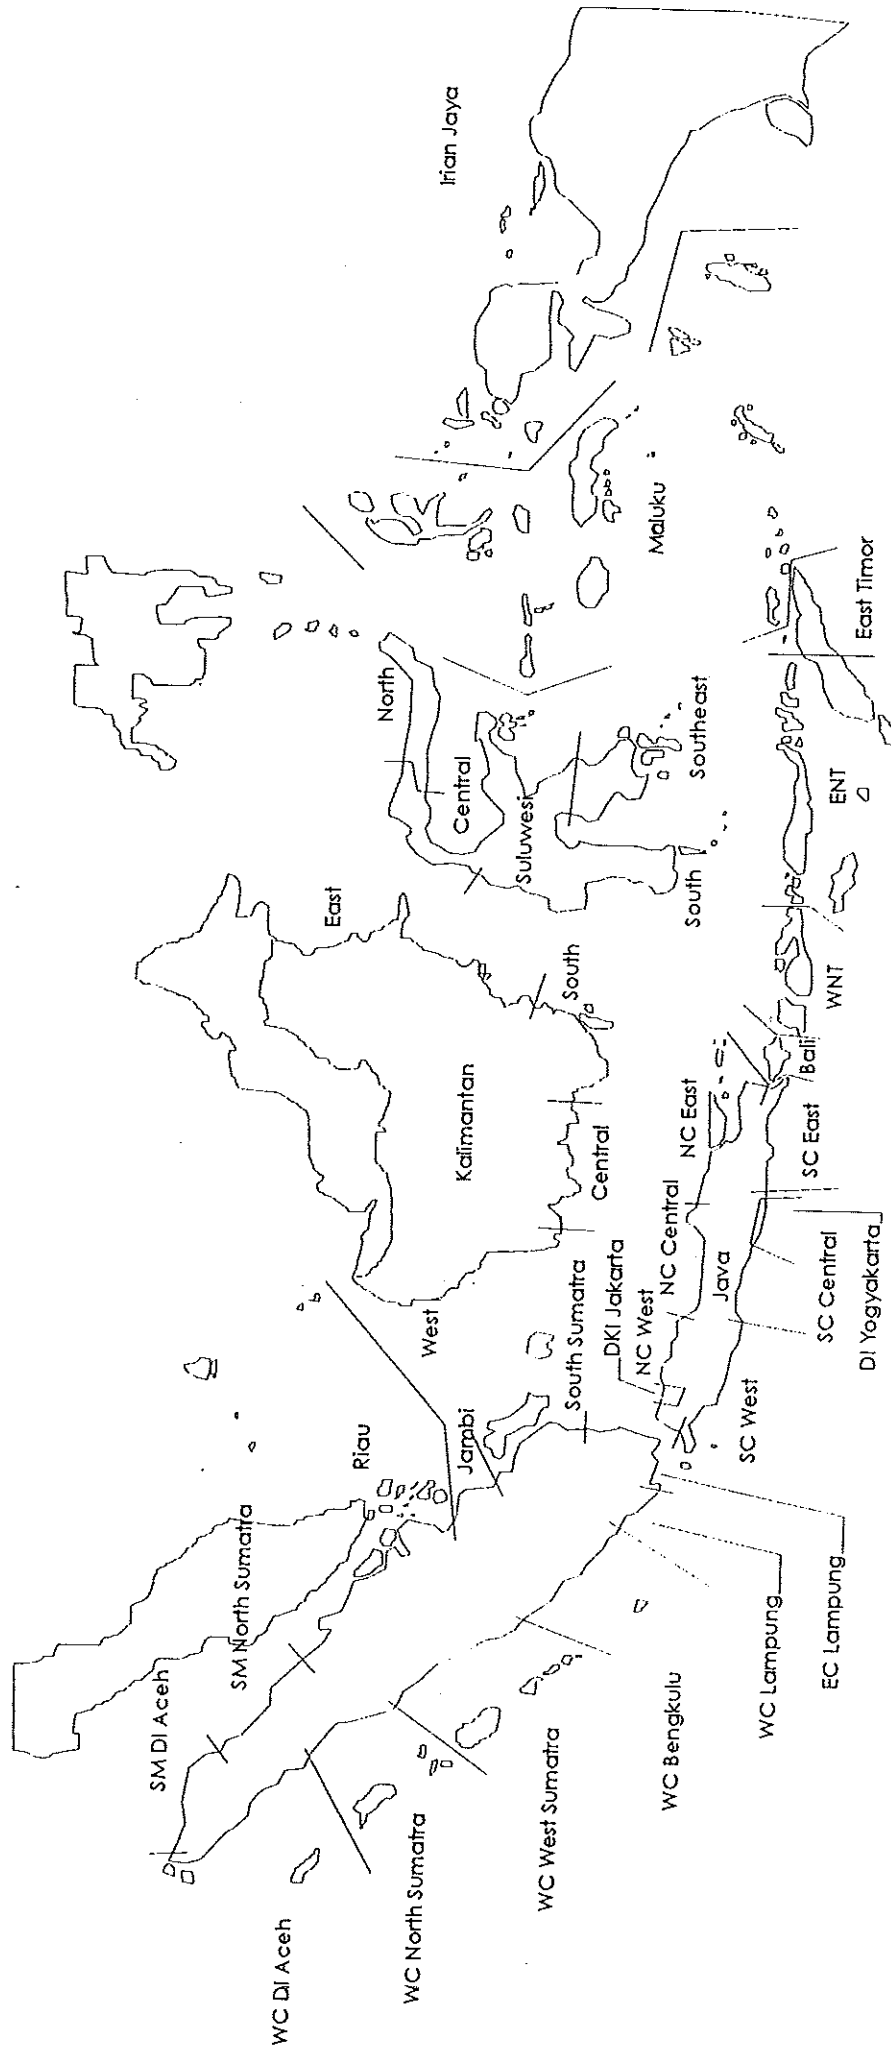 WC DI Aceh
SM DI Aceh
SM North Sumatra
WC North Sumatra
WC West Sumatra
WC Bengkulu
WC Lampung
EC Lampung
Riau
Jambi
South Sumatra
DKI Jakarta
NC West
SC West
NC Central
Java
SC Central
DI Yogyakarta
NC East
SC East
Bali
West
Kalimantan
Central
South
East
North
Central
Suluwesi
South
Southeast
WNT
ENT
East Timor
Maluku
Irian Jaya